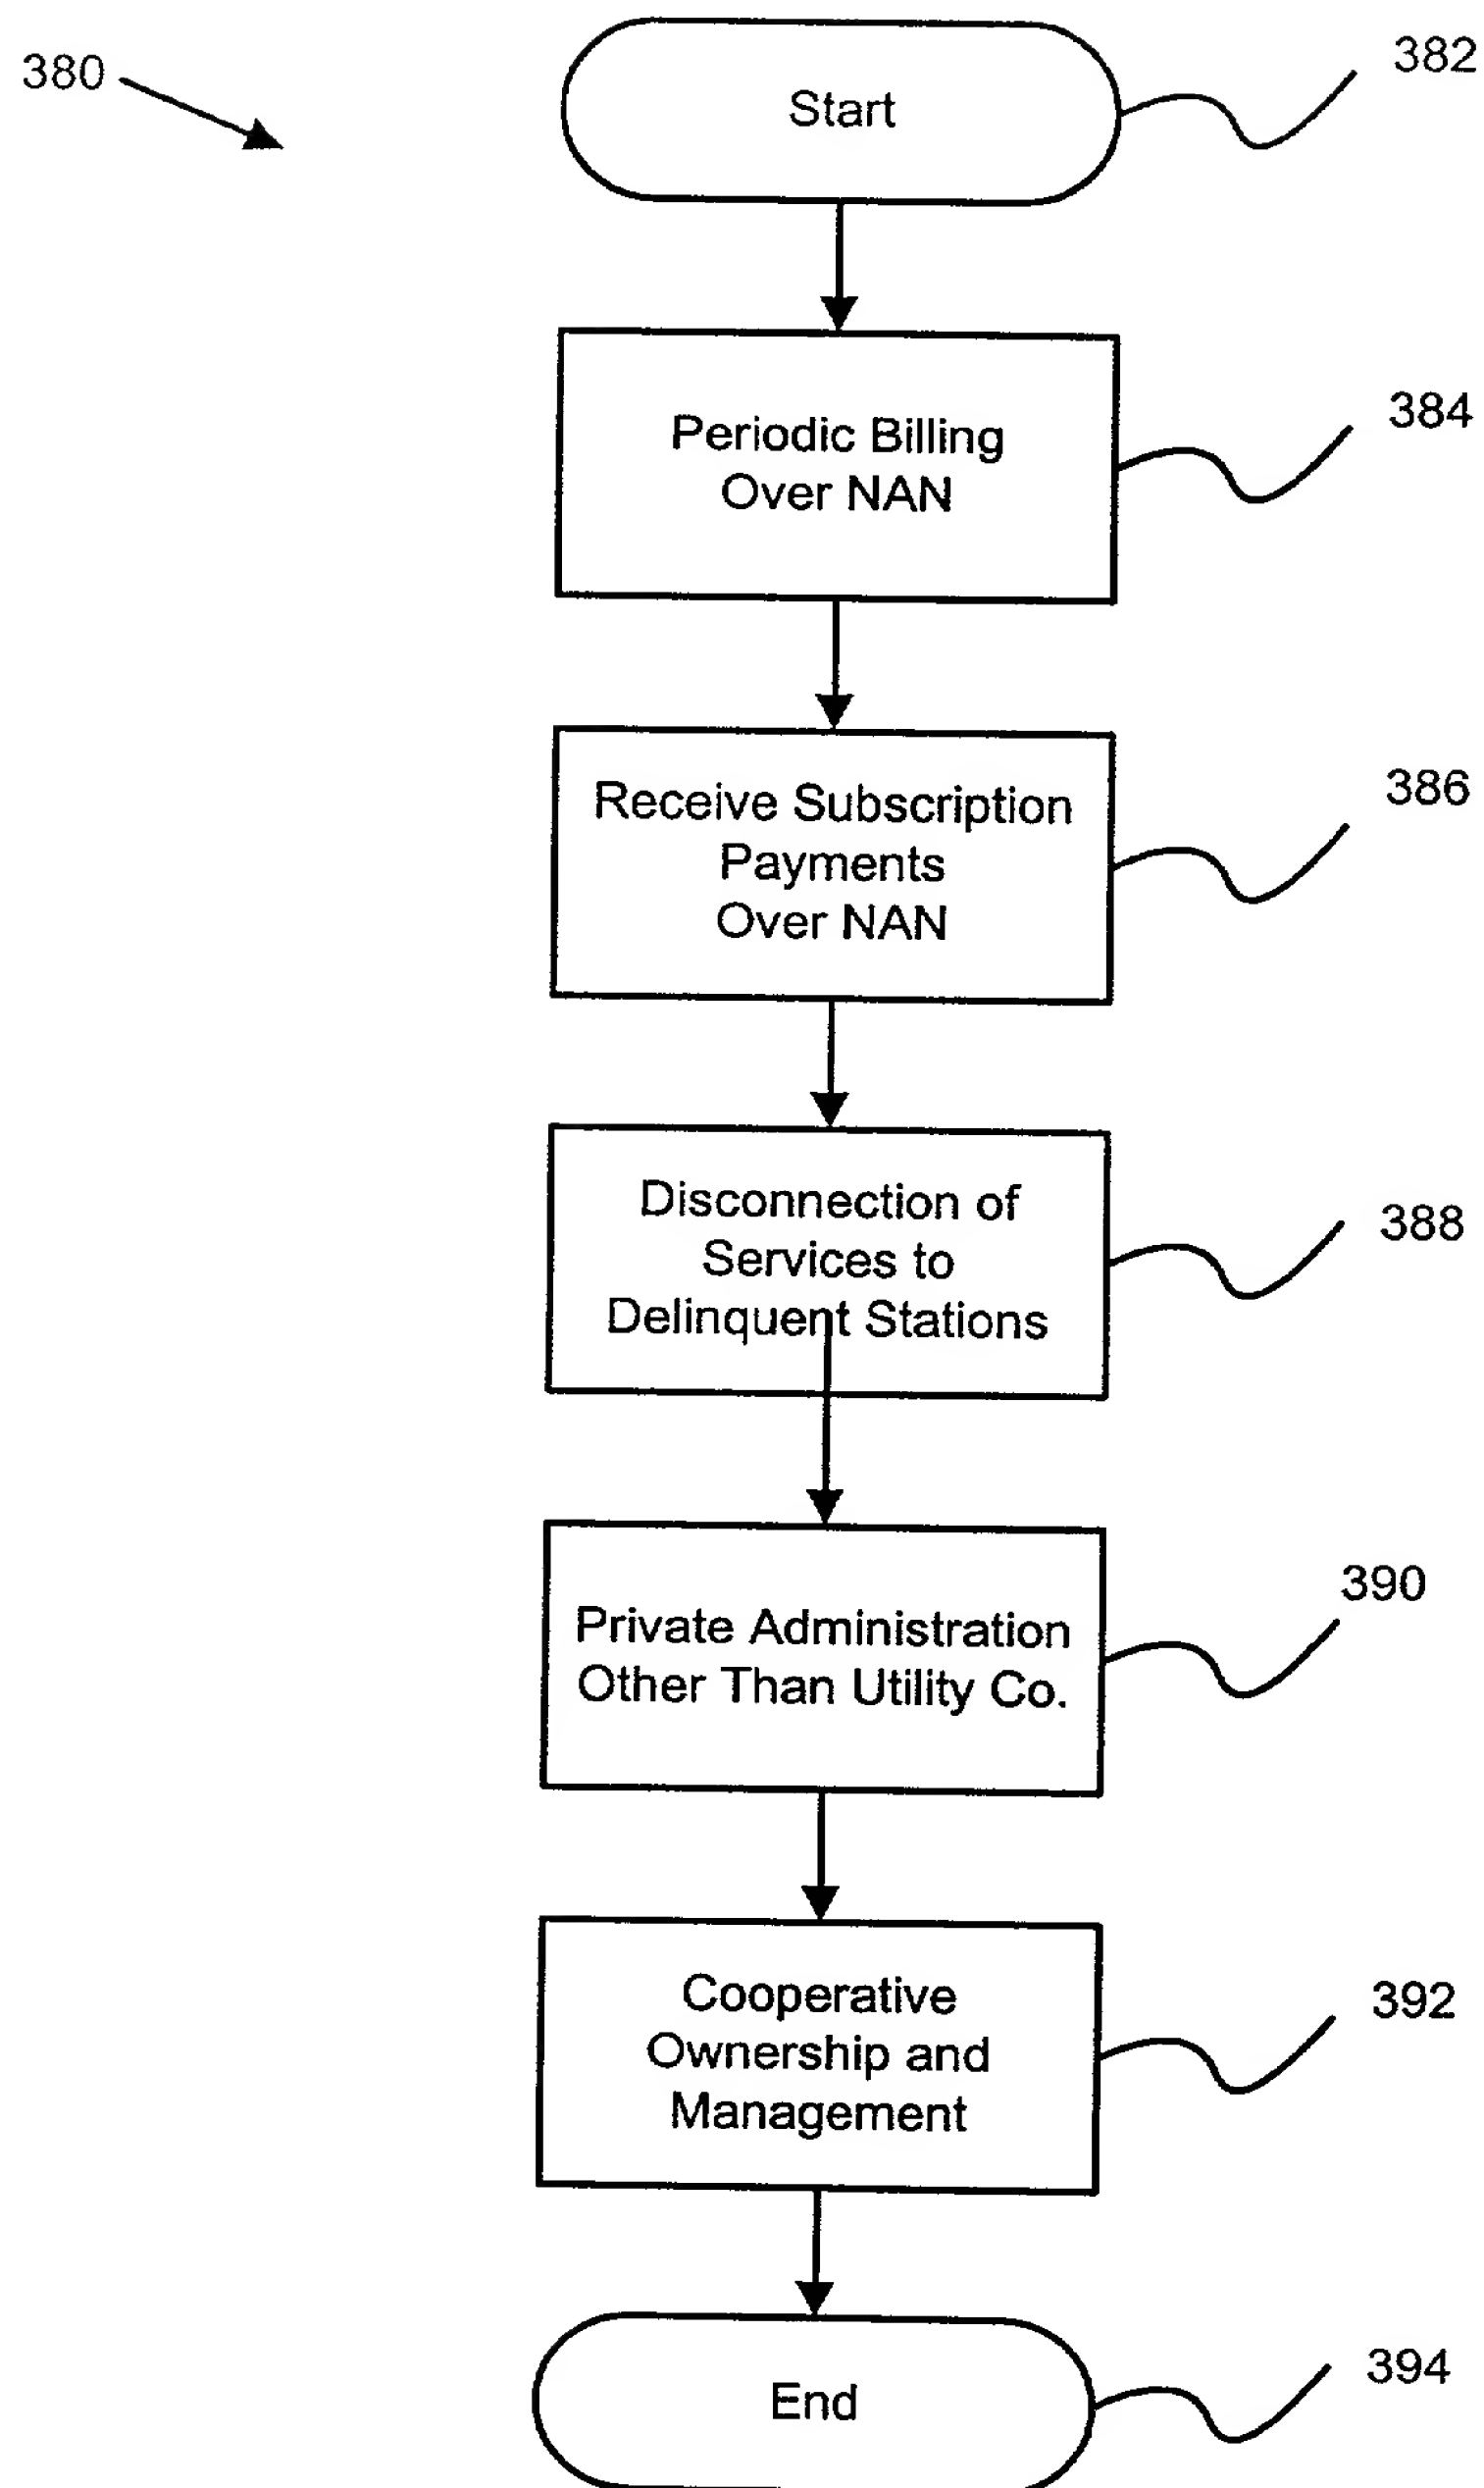 380
382
Start
384
Periodic Billing
Over NAN
386
Receive Subscription
Payments
Over NAN
388
Disconnection of
Services to
Delinquent Stations
390
Private Administration
Other Than Utility Co.
392
Cooperative
Ownership and
Management
394
End